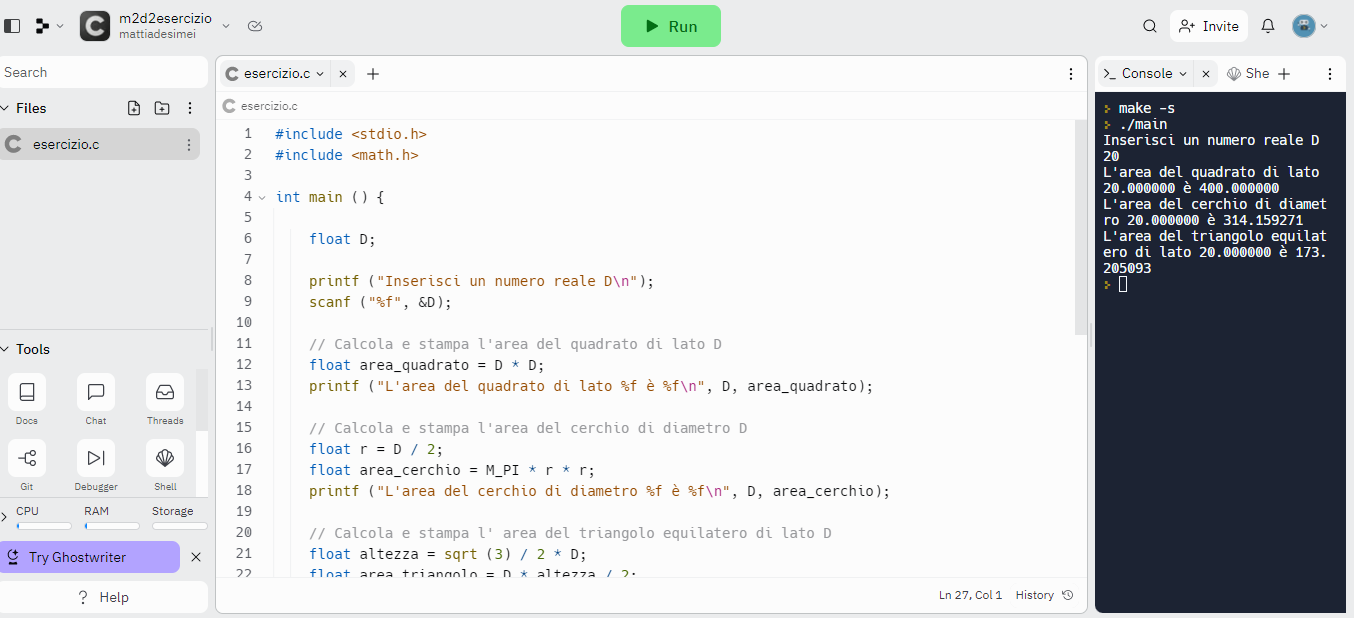 m2d2esercizio
mattiadesimei
Run
Invite
Search
Files
esercizio.c
Tools
Docs
Chat
Threads
Git
Debugger
Shell
CPU
RAM
Storage
Try Ghostwriter
? Help
esercizio.c
esercizio.c
1 #include <stdio.h>
2 #include <math.h>
3
4 int main () {
5
6 float D;
7
8 printf ("Inserisci un numero reale D\n");
9 scanf ("%f", &D);
10
11 // Calcola e stampa l'area del quadrato di lato D
12 float area_quadrato = D * D;
13 printf ("L'area del quadrato di lato %f è %f\n", D, area_quadrato);
14
15 // Calcola e stampa l'area del cerchio di diametro D
16 float r = D / 2;
17 float area_cerchio = M_PI * r * r;
18 printf ("L'area del cerchio di diametro %f è %f\n", D, area_cerchio);
19
20 // Calcola e stampa l' area del triangolo equilatero di lato D
21 float altezza = sqrt (3) / 2 * D;
22 float area_triangolo = D * altezza / 2;
Ln 27, Col 1 History
Console
She
make -s
./main
Inserisci un numero reale D
20
L'area del quadrato di lato
20.000000 è 400.000000
L'area del cerchio di diamet
ro 20.000000 è 314.159271
L'area del triangolo equilat
ero di lato 20.000000 è 173.
205093